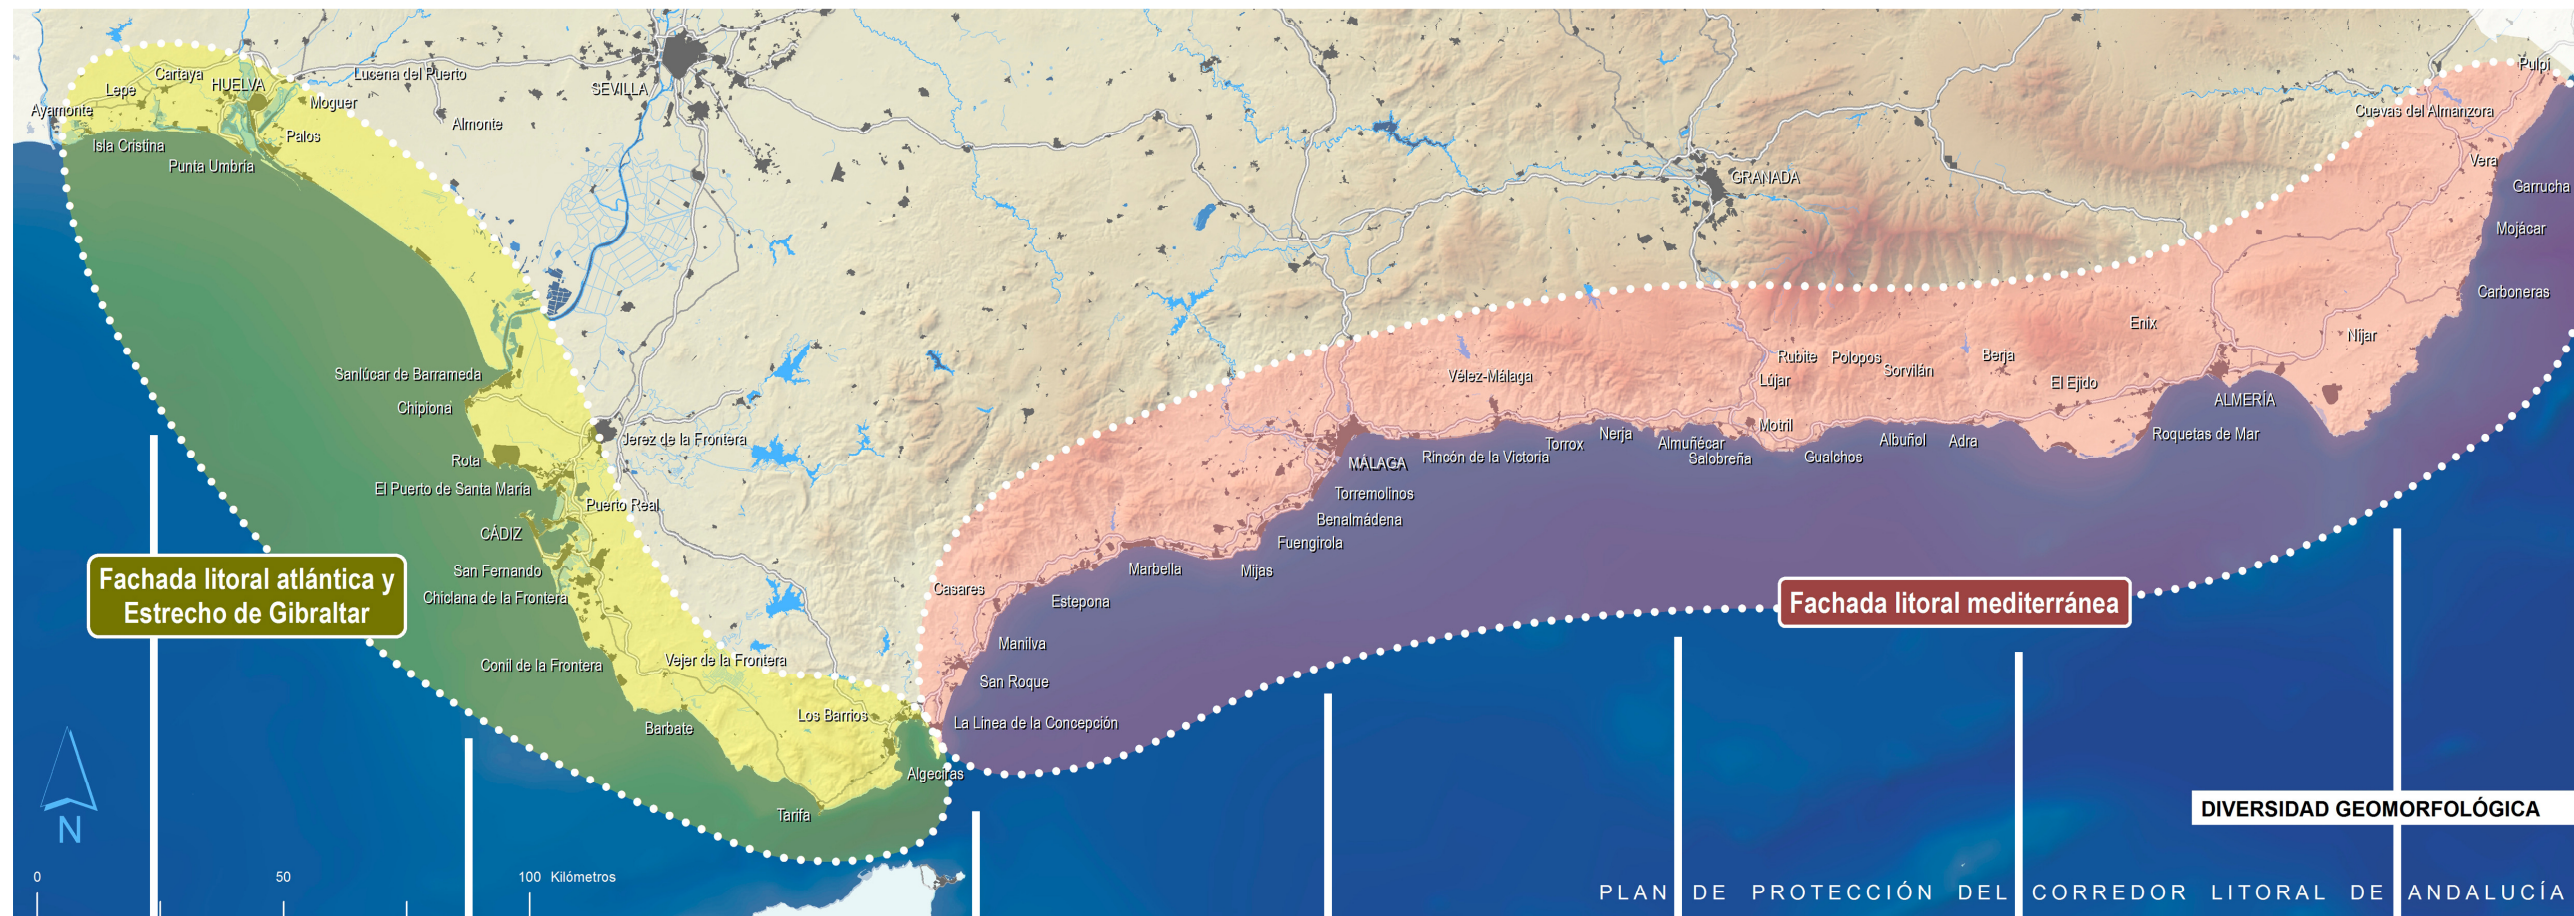 Pulpí
Cartaya
Lucena del Puerto
HUELVA
Lepe
SEVILLA
Moguer
Ayamonte
Cuevas del Almanzora
Almonte
Palos
Isla Cristina
Punta Umbría
Vera
GRANADA
Garrucha
Mojácar
Carboneras
Enix
Níjar
Rubite
Polopos
Berja
Sorvilán
Sanlúcar de Barrameda
Vélez-Málaga
Lújar
El Ejido
ALMERÍA
Chipiona
Motril
Jerez de la Frontera
Nerja
Roquetas de Mar
Torrox
Almuñécar
Albuñol
Adra
Rota
MÁLAGA
Rincón de la Victoria
Salobreña
Gualchos
El Puerto de Santa María
Torremolinos
Puerto Real
Benalmádena
CÁDIZ
Fuengirola
San Fernando
Marbella
Mijas
Casares
Chiclana de la Frontera
Estepona
Fachada litoral atlántica y
Estrecho de Gibraltar
Fachada litoral mediterránea
Manilva
Conil de la Frontera
Vejer de la Frontera
San Roque
Los Barrios
La Linea de la Concepción
Barbate
Algeciras
Tarifa
N
DIVERSIDAD GEOMORFOLÓGICA
0 50 100 Kilómetros
PLAN DE PROTECCIÓN DEL CORREDOR LITORAL DE ANDALUCÍA